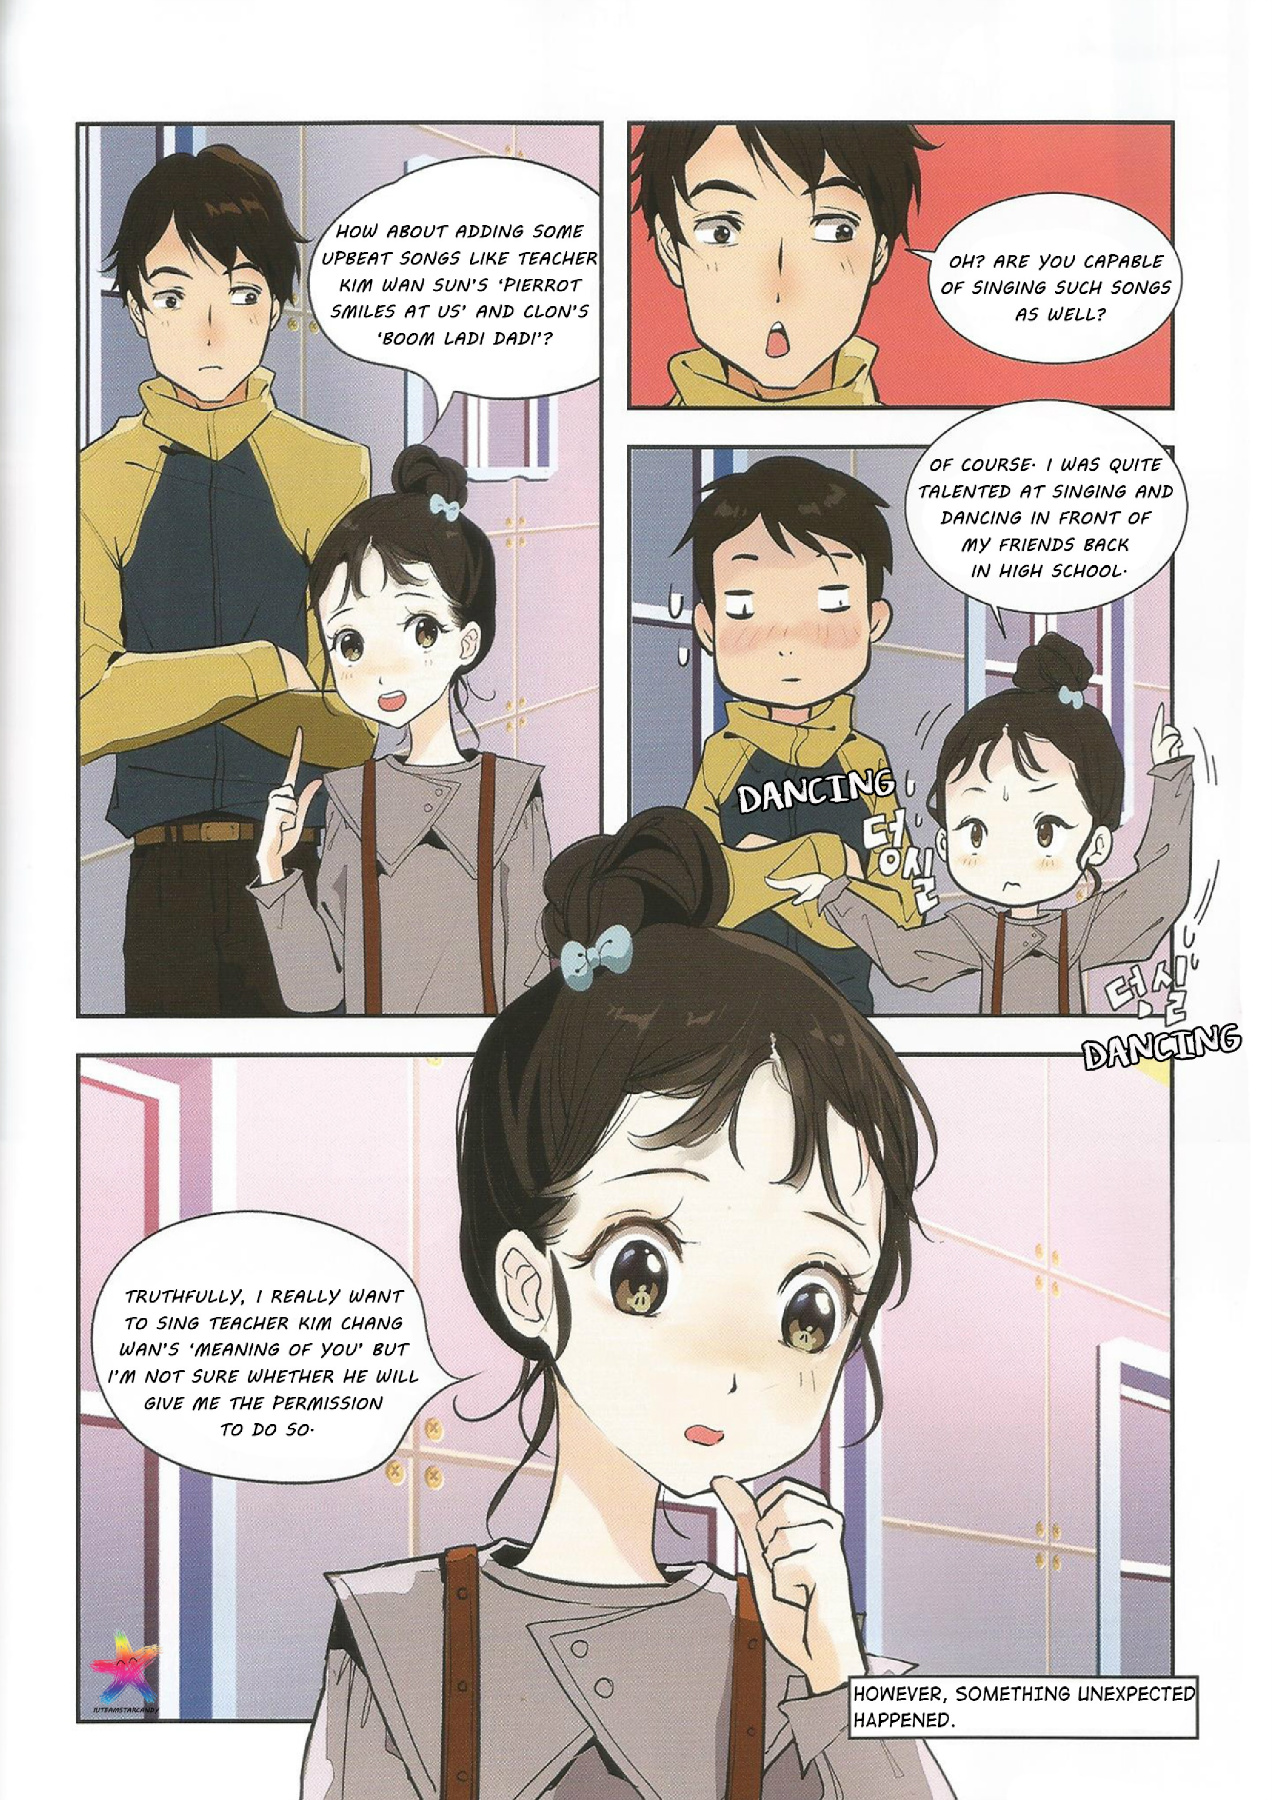 HOW ABOUT ADDING SOME
UPBEAT SONGS LIKE TEACHER
KIM WAN SUN'S 'PIERROT
SMILES AT US' AND CLON'S
'BOOM LADI DADI'?
OH? ARE YOU CAPABLE
OF SINGING SUCH SONGS
AS WELL?
OF COURSE. I WAS QUITE
TALENTED AT SINGING AND
DANCING IN FRONT OF
MY FRIENDS BACK
IN HIGH SCHOOL.
DANCING
덩실
덩실
DANCING
TRUTHFULLY, I REALLY WANT
TO SING TEACHER KIM CHANG
WAN'S 'MEANING OF YOU' BUT
I'M NOT SURE WHETHER HE WILL
GIVE ME THE PERMISSION
TO DO SO.
IUTEAMSTARCANDY
HOWEVER, SOMETHING UNEXPECTED
HAPPENED.